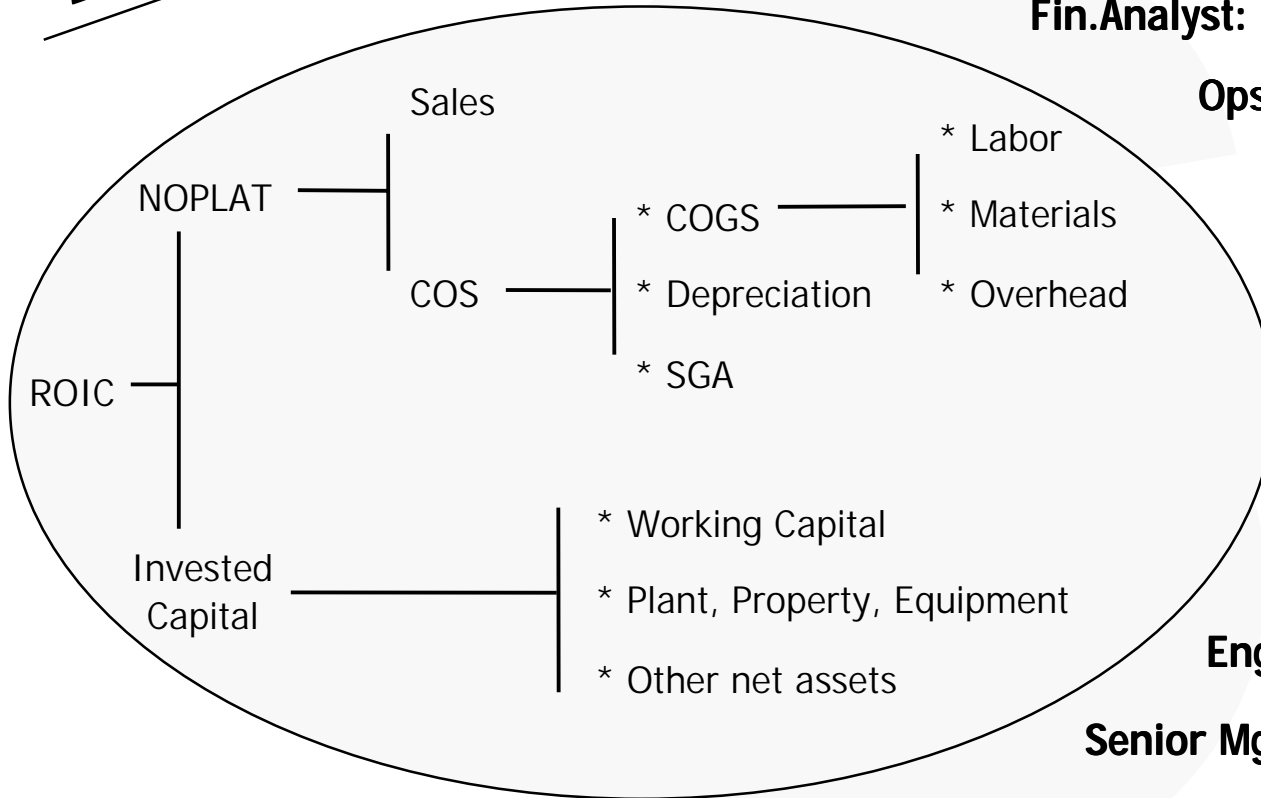 Fin.Analyst:
Sales
* Labor
NOPLAT
* COGS
* Materials
COS
* Depreciation
* Overhead
* SGA
ROIC
* Working Capital
Invested
Capital
* Plant, Property, Equipment
* Other net assets
Senior